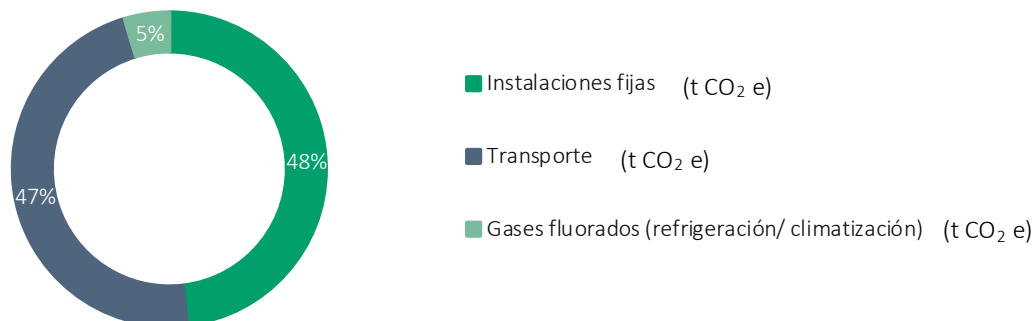 5%
48%
47%
Instalaciones fijas (t CO₂ e)
Transporte (t CO₂ e)
Gases fluorados (refrigeración/ climatización) (t CO₂ e)